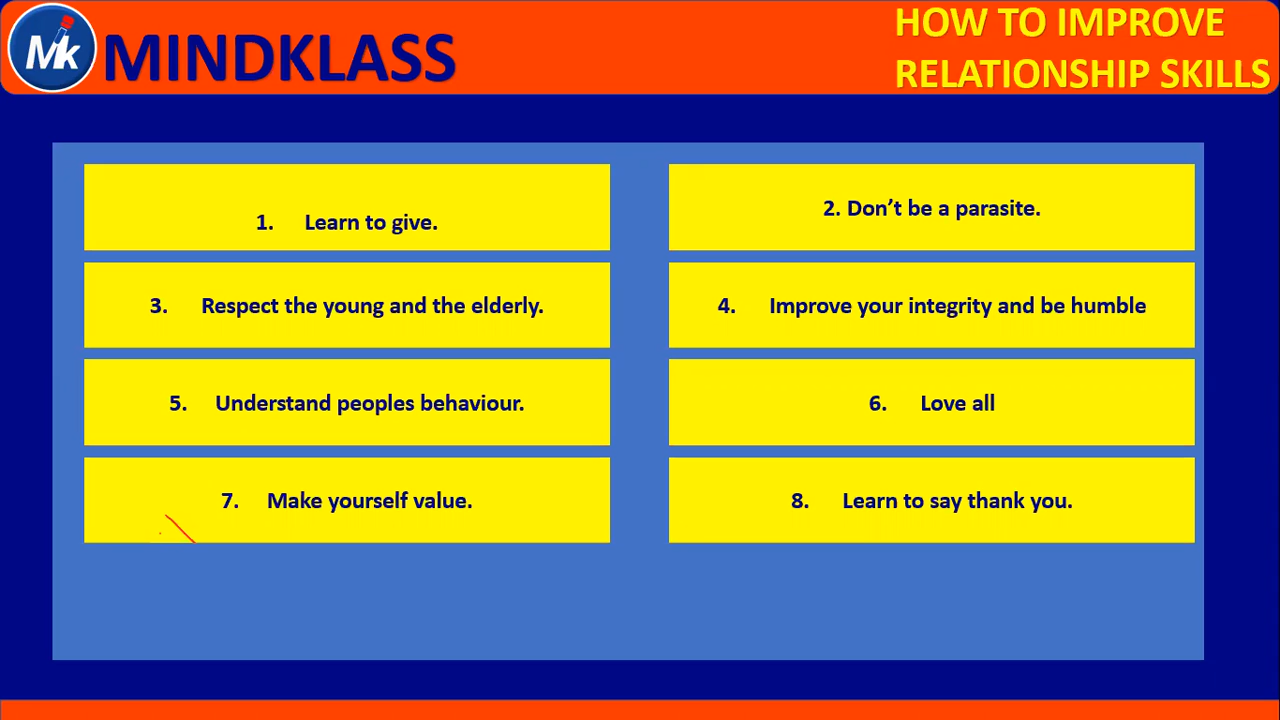 Mk
MINDKLASS
HOW TO IMPROVE
RELATIONSHIP SKILLS
1. Learn to give.
2. Don’t be a parasite.
3. Respect the young and the elderly.
4. Improve your integrity and be humble
5. Understand peoples behaviour.
6. Love all
7. Make yourself value.
8. Learn to say thank you.